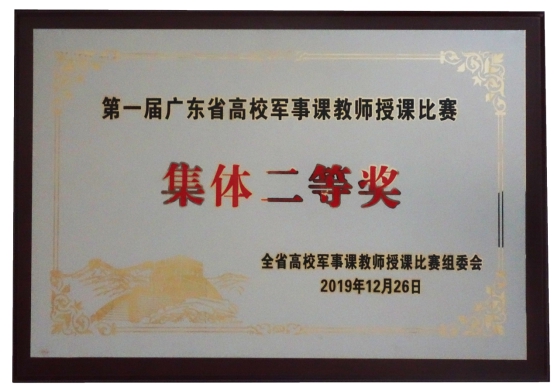 第一届广东省高校军事课教师授课比赛
集体二等奖
全省高校军事课教师授课比赛组委会
2019年12月26日